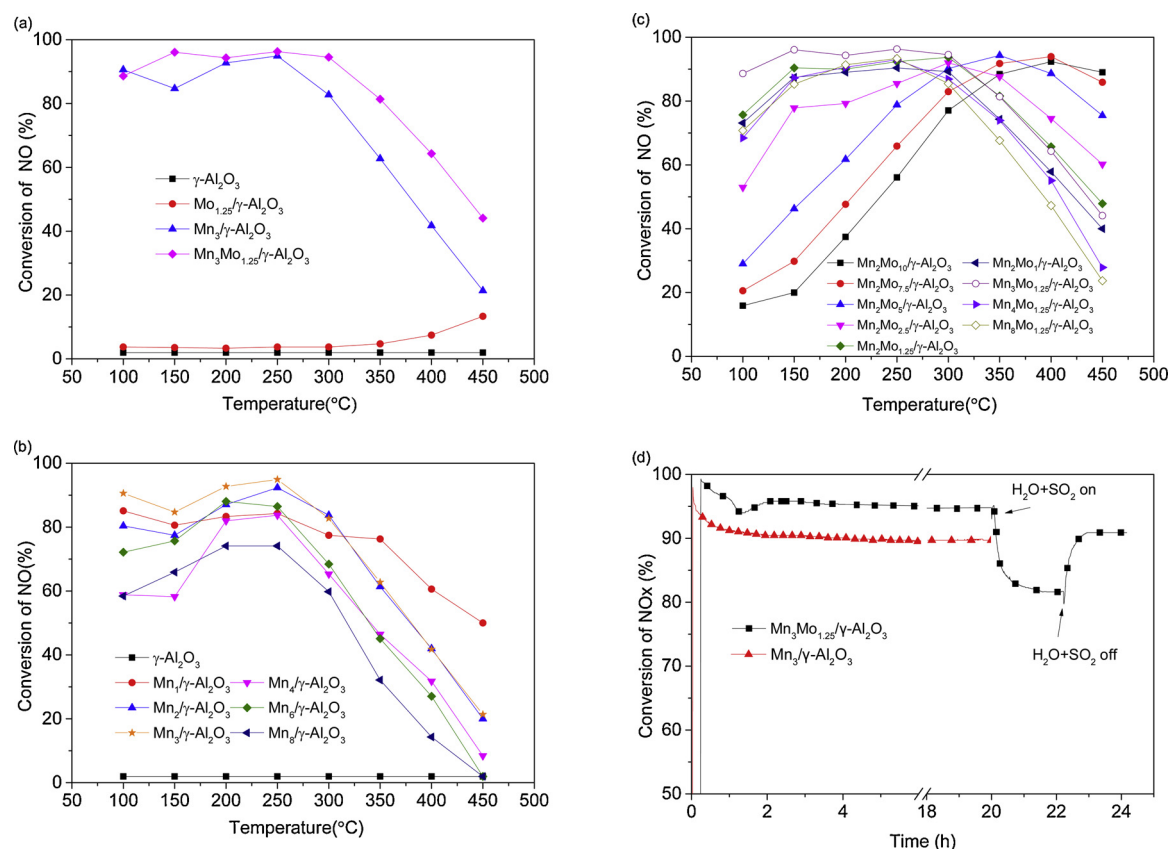 (a)
100
80
60
40
20
0
Conversion of NO (%)
γ-Al₂O₃
Mo₁.₂₅/γ-Al₂O₃
Mn₃/γ-Al₂O₃
Mn₃Mo₁.₂₅/γ-Al₂O₃
50 100 150 200 250 300 350 400 450 500
Temperature(°C)
(b)
100
80
60
40
20
0
Conversion of NO (%)
γ-Al₂O₃
Mn₁/γ-Al₂O₃ Mn₄/γ-Al₂O₃
Mn₂/γ-Al₂O₃ Mn₆/γ-Al₂O₃
Mn₃/γ-Al₂O₃ Mn₈/γ-Al₂O₃
50 100 150 200 250 300 350 400 450 500
Temperature(°C)
(c)
100
80
60
40
20
0
Conversion of NO (%)
Mn₂Mo₁₀/γ-Al₂O₃ Mn₂Mo₁/γ-Al₂O₃
Mn₂Mo₇.₅/γ-Al₂O₃ Mn₃Mo₁.₂₅/γ-Al₂O₃
Mn₂Mo₅/γ-Al₂O₃ Mn₄Mo₁.₂₅/γ-Al₂O₃
Mn₂Mo₂.₅/γ-Al₂O₃ Mn₈Mo₁.₂₅/γ-Al₂O₃
Mn₂Mo₁.₂₅/γ-Al₂O₃
50 100 150 200 250 300 350 400 450 500
Temperature(°C)
(d)
100
95
90
85
80
75
70
65
60
55
50
Conversion of NOx (%)
H₂O+SO₂ on
Mn₃Mo₁.₂₅/γ-Al₂O₃
Mn₃/γ-Al₂O₃
H₂O+SO₂ off
0 2 4 18 20 22 24
Time (h)